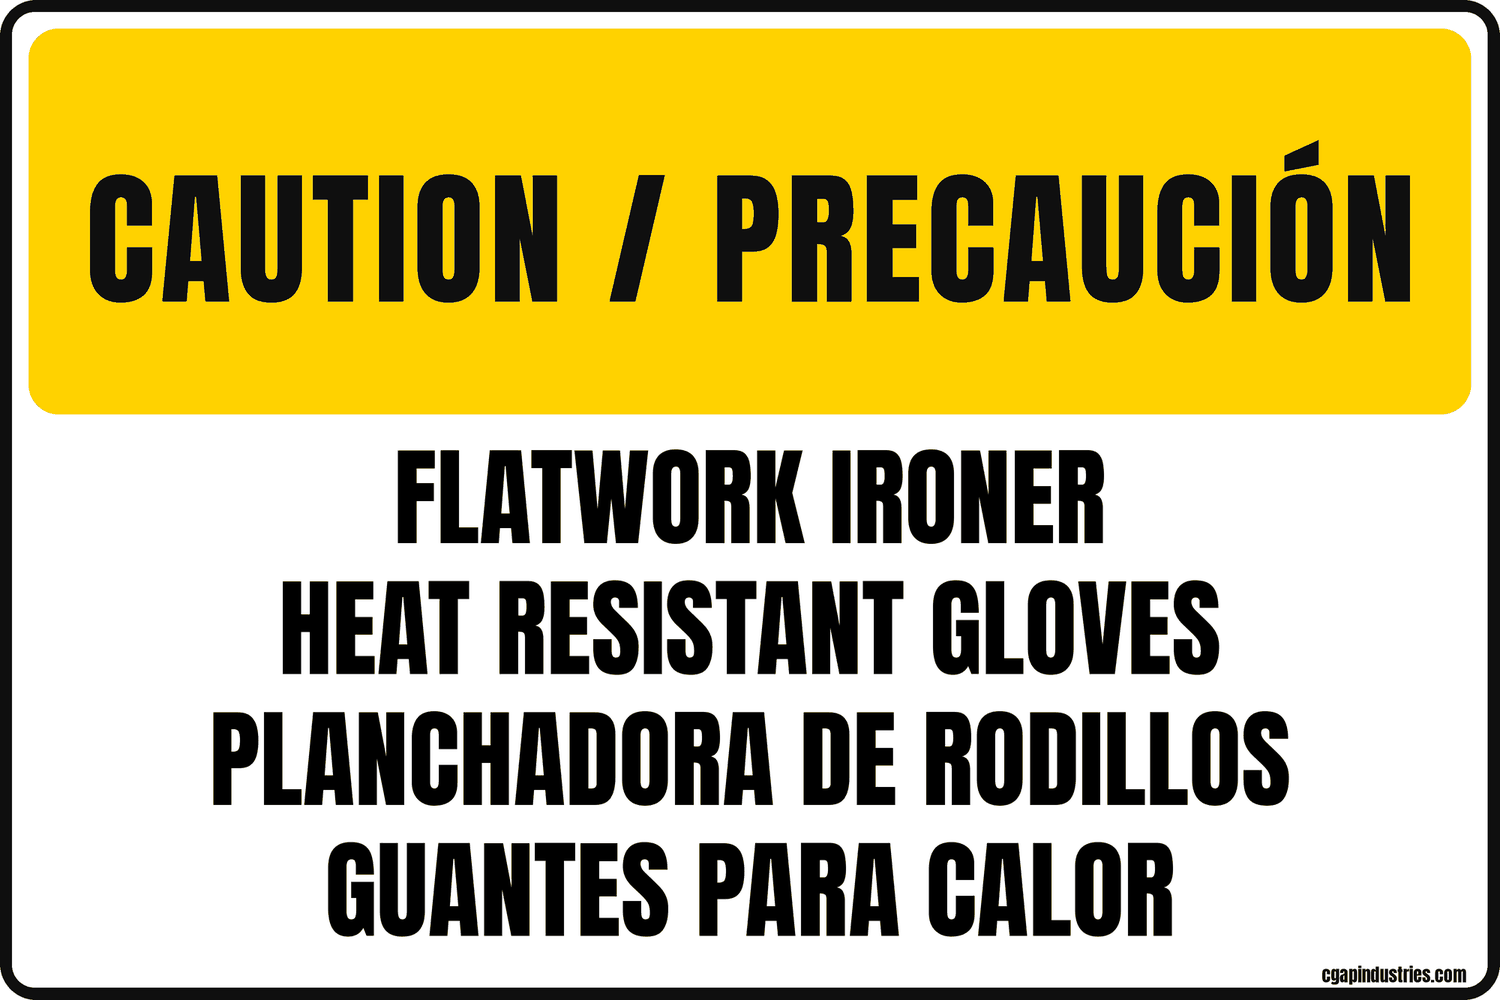 CAUTION / PRECAUCIÓN
FLATWORK IRONER
HEAT RESISTANT GLOVES
PLANCHADORA DE RODILLOS
GUANTES PARA CALOR
cgapindustries.com